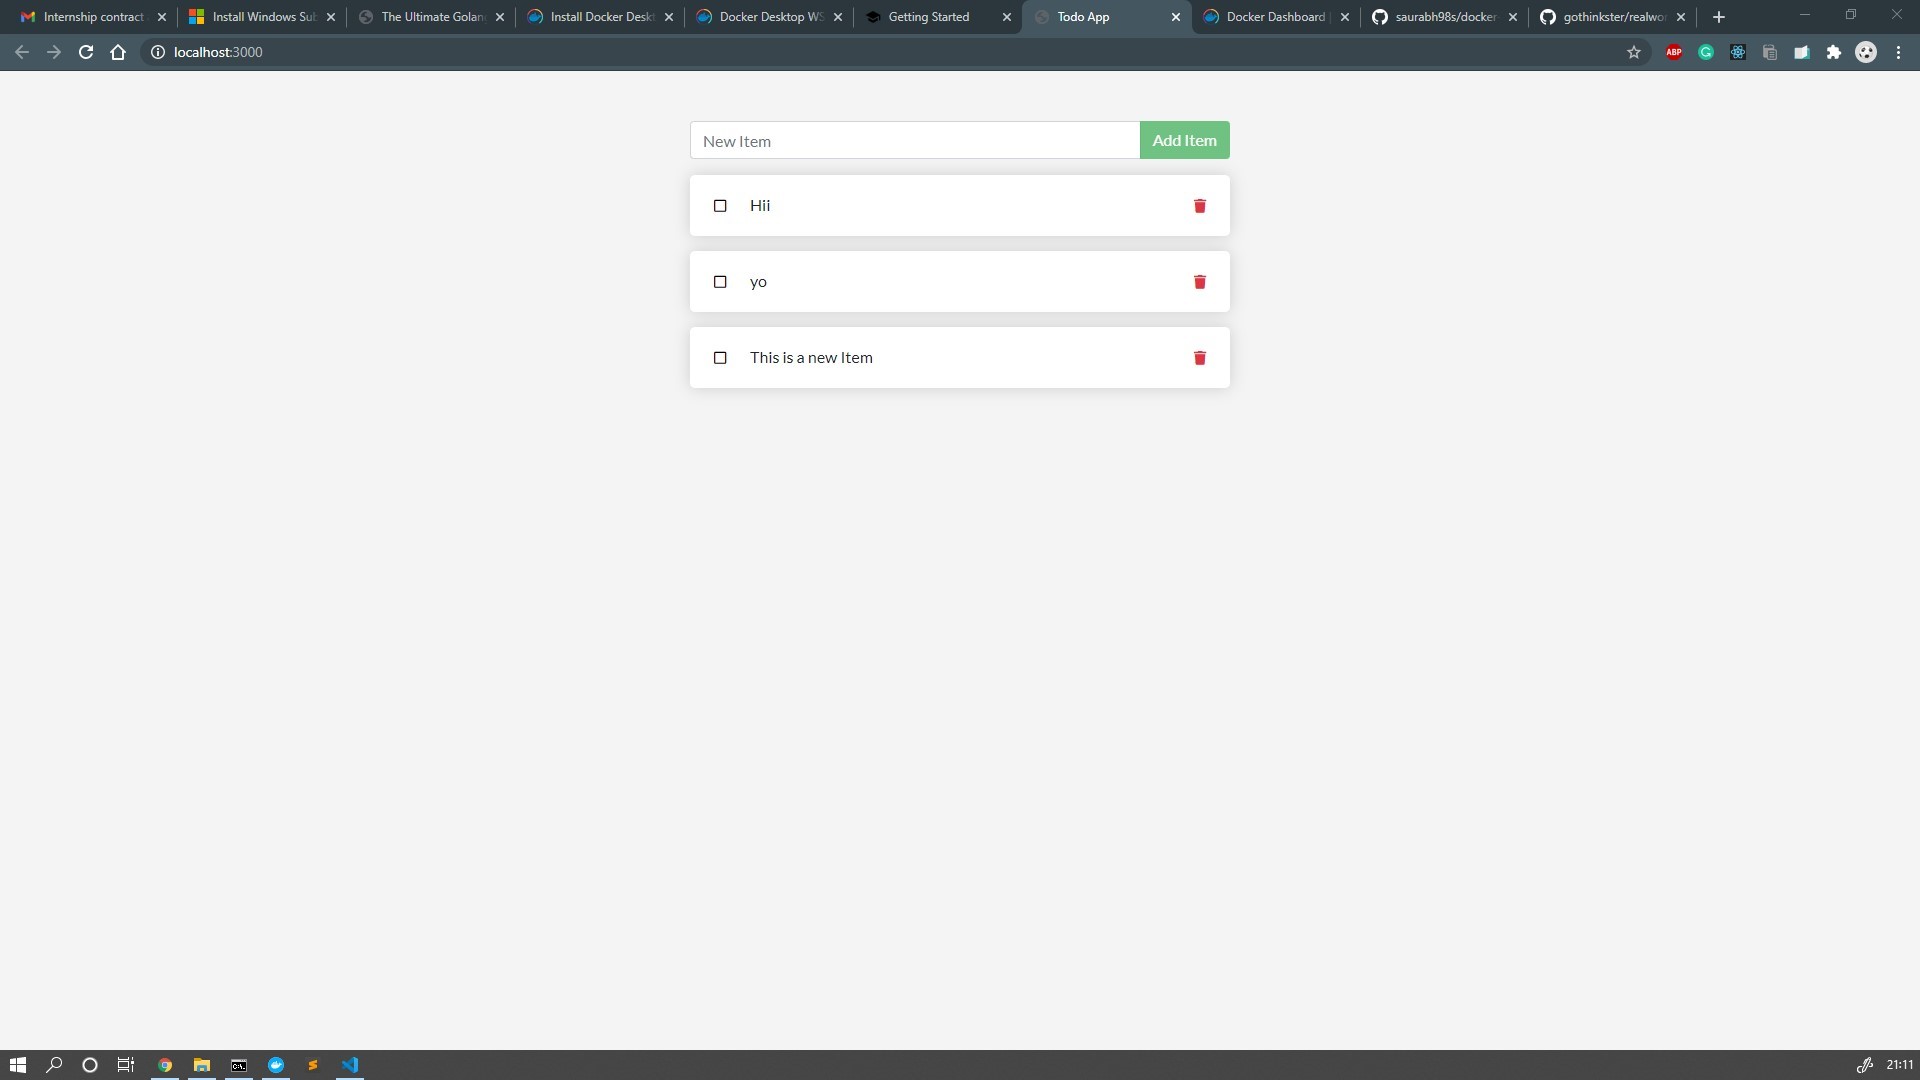 Internship contract
Install Windows Sub
The Ultimate Golan
Install Docker Deskt
Docker Desktop WS
Getting Started
Todo App
Docker Dashboard
saurabh98s/docker-
gothinkster/realwor
localhost:3000
ABP
New Item
Add Item
Hii
yo
This is a new Item
21:11